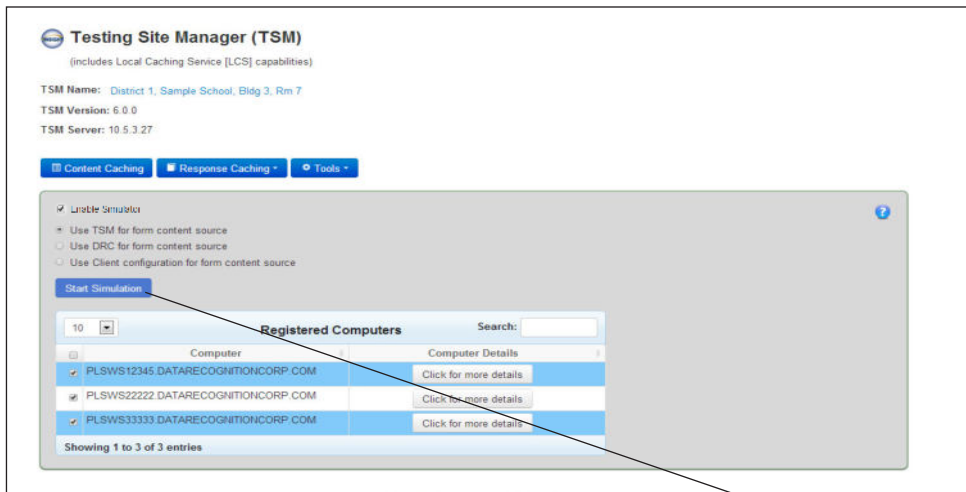 Testing Site Manager (TSM)
(includes Local Caching Service [LCS] capabilities)
TSM Name: District 1, Sample School, Bldg 3, Rm 7
TSM Version: 6.0.0
TSM Server: 10.5.3.27
Content Caching Response Caching Tools
Enable Simulator
Use TSM for form content source
Use DRC for form content source
Use Client configuration for form content source
Start Simulation
10 Registered Computers Search:
Computer Computer Details
PLSWS12345.DATARECOGNITIONCORP.COM Click for more details
PLSWS22222.DATARECOGNITIONCORP.COM Click for more details
PLSWS33333.DATARECOGNITIONCORP.COM Click for more details
Showing 1 to 3 of 3 entries